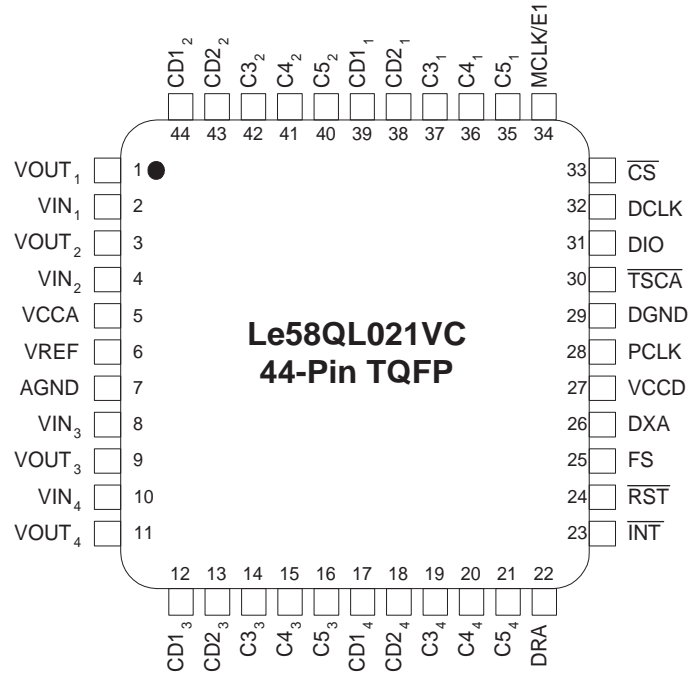 CD1₂ CD2₂ C3₂ C4₂ C5₂ CD1₁ CD2₁ C3₁ C4₁ C5₁ MCLK/E1
44 43 42 41 40 39 38 37 36 35 34
VOUT₁ 1
VIN₁ 2
VOUT₂ 3
VIN₂ 4
VCCA 5
VREF 6
AGND 7
VIN₃ 8
VOUT₃ 9
VIN₄ 10
VOUT₄ 11
Le58QL021VC
44-Pin TQFP
33 C̅S̅
32 DCLK
31 DIO
30 T̅S̅C̅A̅
29 DGND
28 PCLK
27 VCCD
26 DXA
25 FS
24 R̅S̅T̅
23 I̅N̅T̅
12 13 14 15 16 17 18 19 20 21 22
CD1₃ CD2₃ C3₃ C4₃ C5₃ CD1₄ CD2₄ C3₄ C4₄ C5₄ DRA